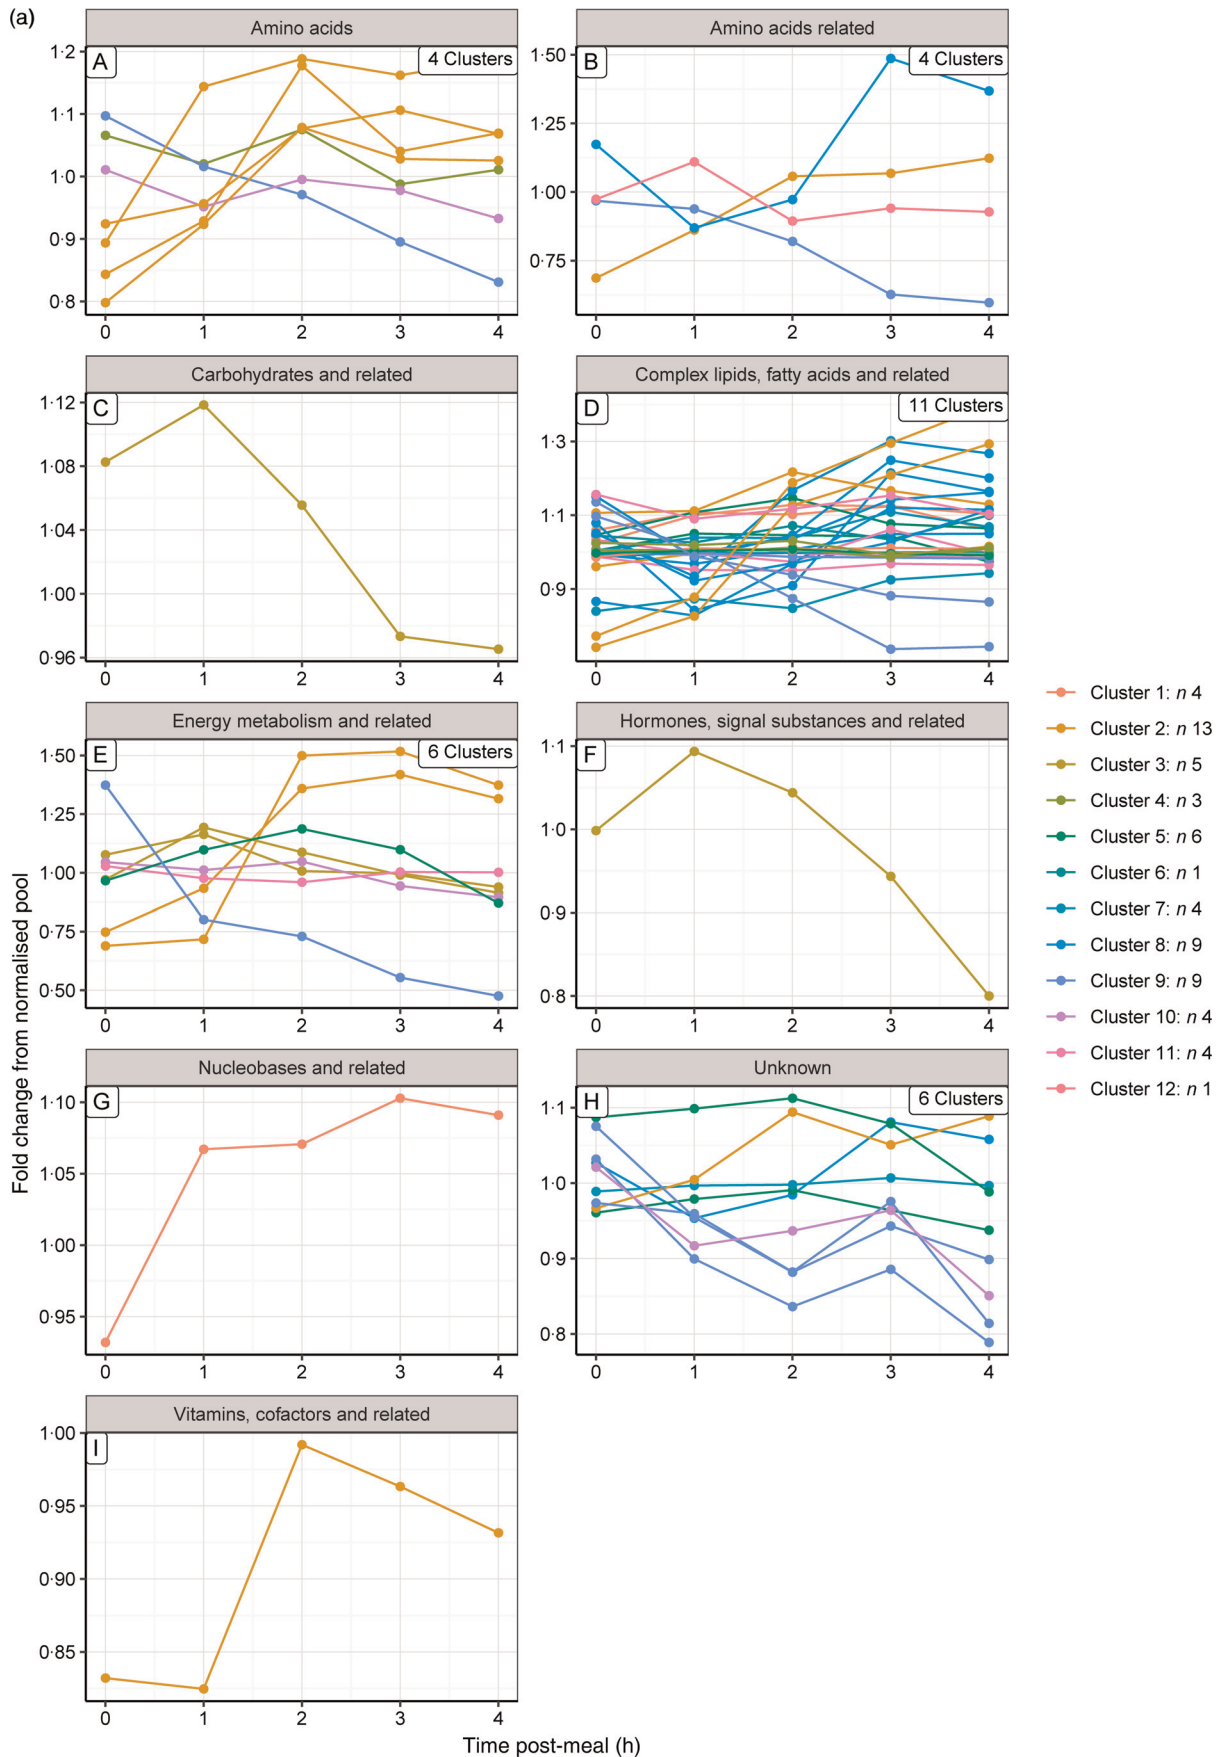 (a)
Amino acids
A
4 Clusters
1·2
1·1
1·0
0·9
0·8
0 1 2 3 4
Amino acids related
B
4 Clusters
1·50
1·25
1·00
0·75
0 1 2 3 4
Carbohydrates and related
C
1·12
1·08
1·04
1·00
0·96
0 1 2 3 4
Complex lipids, fatty acids and related
D
11 Clusters
1·3
1·1
0·9
0 1 2 3 4
Energy metabolism and related
E
6 Clusters
1·50
1·25
1·00
0·75
0·50
0 1 2 3 4
Hormones, signal substances and related
F
1·1
1·0
0·9
0·8
0 1 2 3 4
Nucleobases and related
G
1·10
1·05
1·00
0·95
0 1 2 3 4
Unknown
H
6 Clusters
1·1
1·0
0·9
0·8
0 1 2 3 4
Vitamins, cofactors and related
I
1·00
0·95
0·90
0·85
0 1 2 3 4
Fold change from normalised pool
Time post-meal (h)
Cluster 1: n 4
Cluster 2: n 13
Cluster 3: n 5
Cluster 4: n 3
Cluster 5: n 6
Cluster 6: n 1
Cluster 7: n 4
Cluster 8: n 9
Cluster 9: n 9
Cluster 10: n 4
Cluster 11: n 4
Cluster 12: n 1